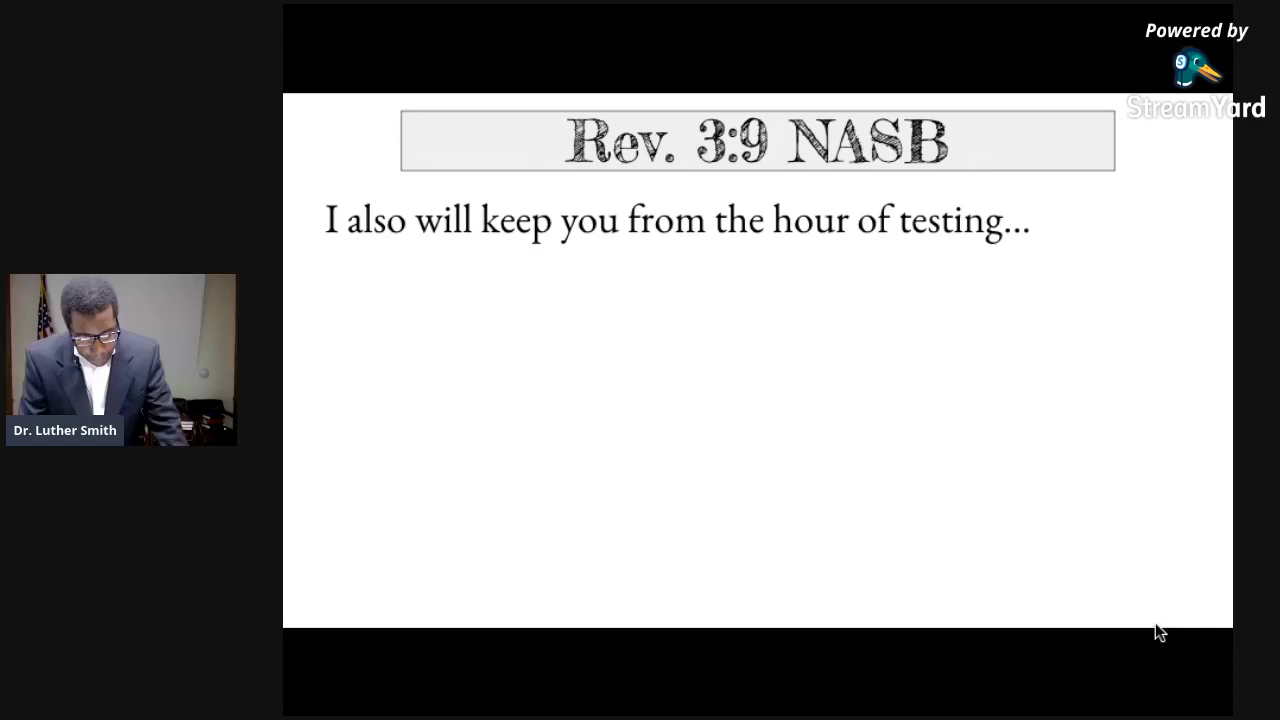 Powered by
StreamYard
Rev. 3:9 NASB
I also will keep you from the hour of testing...
Dr. Luther Smith